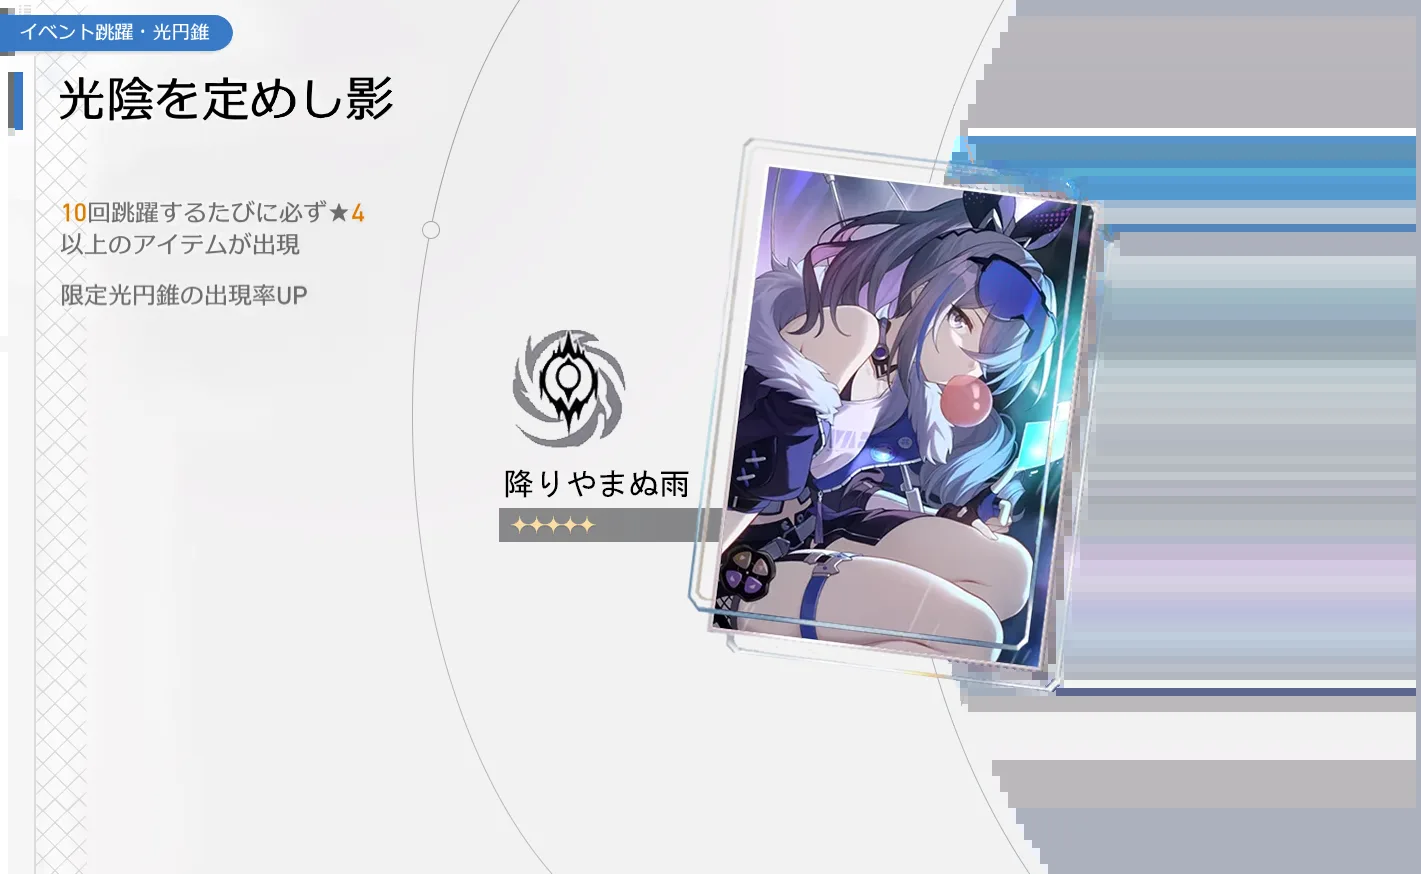 イベント跳躍・光円錐
光陰を定めし影
10回跳躍するたびに必ず★4
以上のアイテムが出現
限定光円錐の出現率UP
降りやまぬ雨